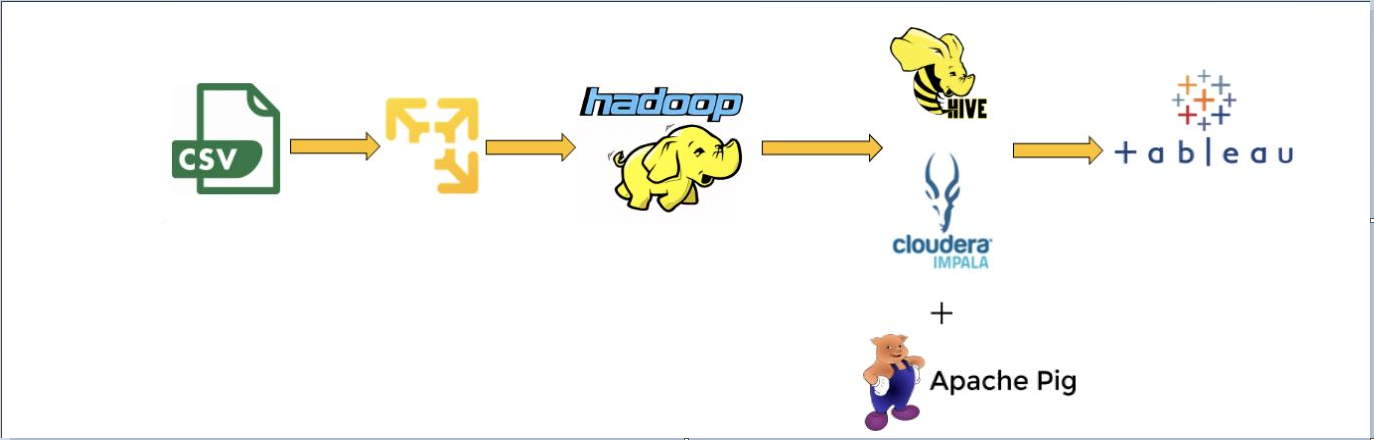 CSV
hadoop
HIVE
cloudera
IMPALA
+
Apache Pig
+ a b | e a u